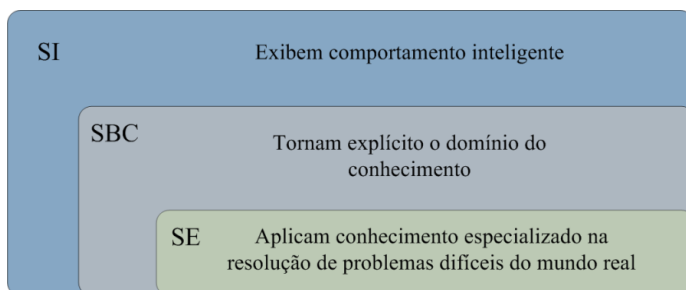 SI
Exibem comportamento inteligente
SBC
Tornam explícito o domínio do
conhecimento
SE
Aplicam conhecimento especializado na
resolução de problemas difíceis do mundo real